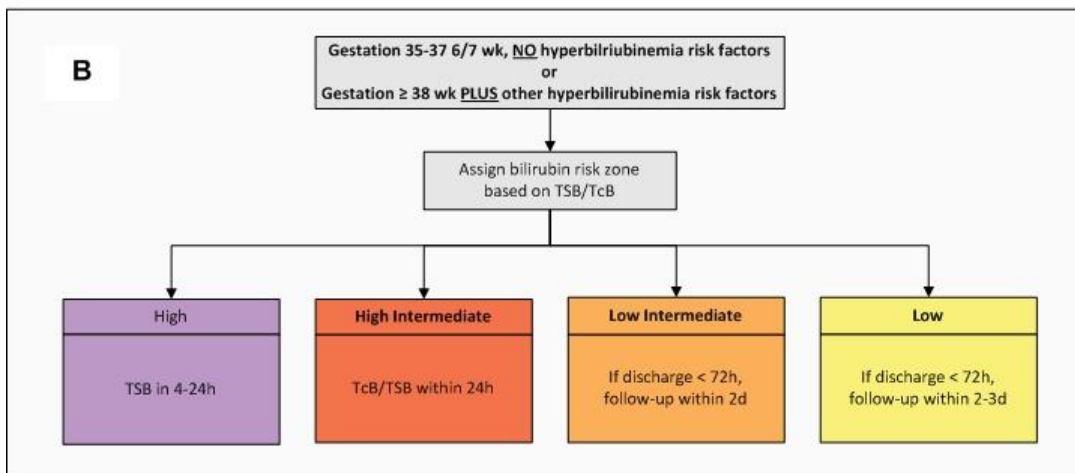 B
Gestation 35-37 6/7 wk, NO hyperbilriubinemia risk factors
or
Gestation ≥ 38 wk PLUS other hyperbilirubinemia risk factors
Assign bilirubin risk zone
based on TSB/TcB
High
TSB in 4-24h
High Intermediate
TcB/TSB within 24h
Low Intermediate
If discharge < 72h,
follow-up within 2d
Low
If discharge < 72h,
follow-up within 2-3d